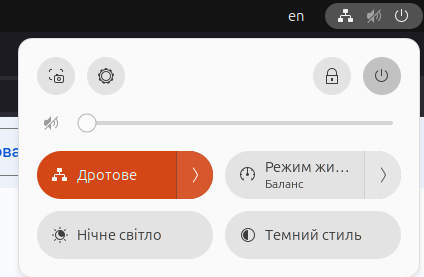 en
Дротове
Режим жи…
Баланс
Нічне світло
Темний стиль